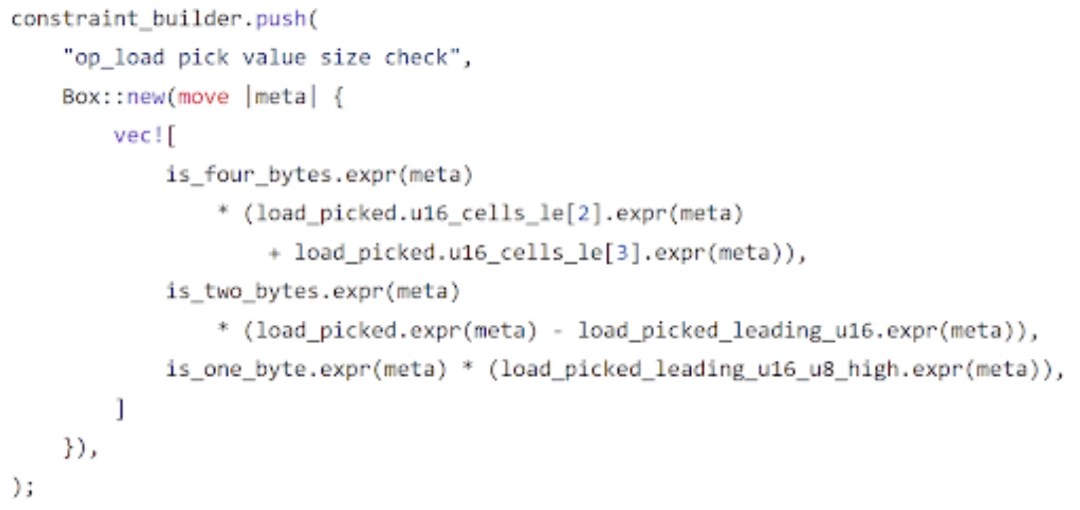 constraint_builder.push(
    "op_load pick value size check",
    Box::new(move |meta| {
        vec![
            is_four_bytes.expr(meta)
                * (load_picked.u16_cells_le[2].expr(meta)
                    + load_picked.u16_cells_le[3].expr(meta)),
            is_two_bytes.expr(meta)
                * (load_picked.expr(meta) - load_picked_leading_u16.expr(meta)),
            is_one_byte.expr(meta) * (load_picked_leading_u16_u8_high.expr(meta)),
        ]
    }),
);